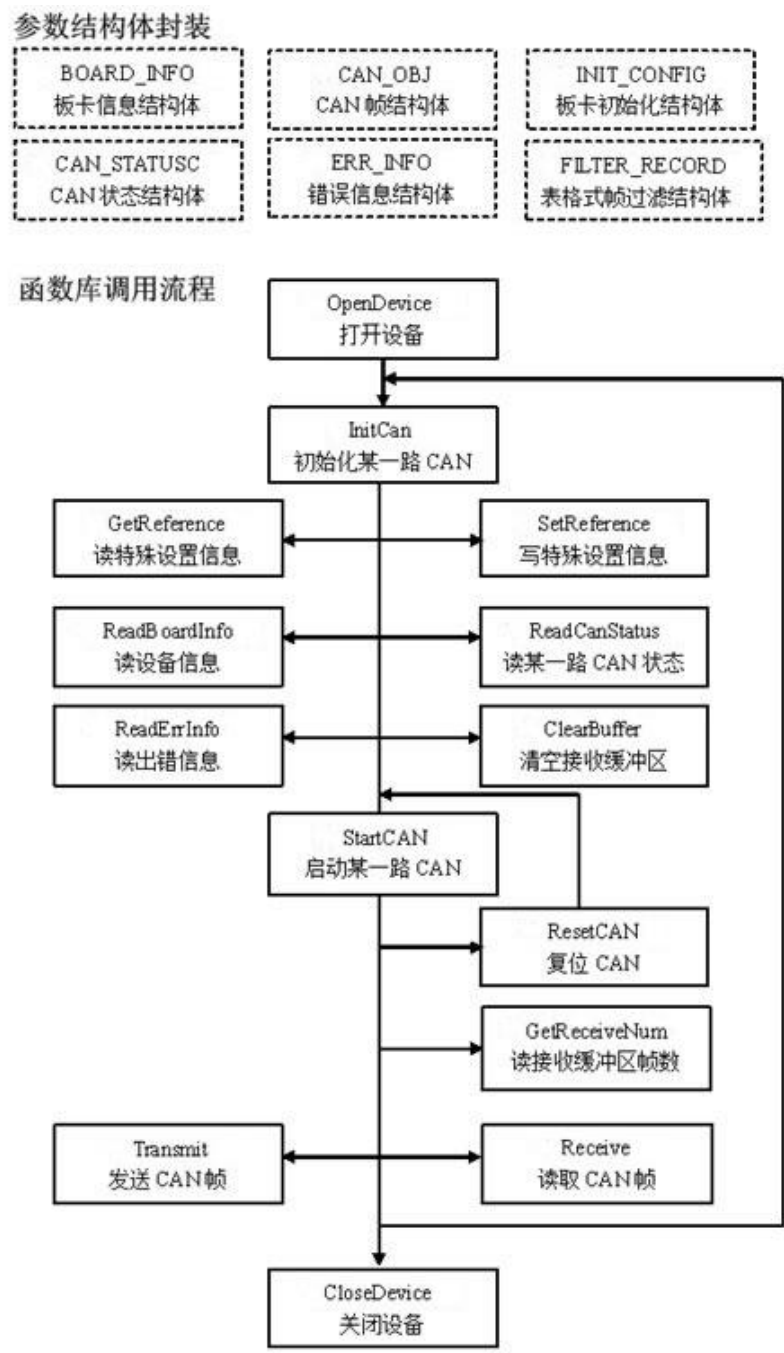 参数结构体封装
BOARD_INFO
板卡信息结构体
CAN_OBJ
CAN 帧结构体
INIT_CONFIG
板卡初始化结构体
CAN_STATUSC
CAN 状态结构体
ERR_INFO
错误信息结构体
FILTER_RECORD
表格式帧过滤结构体
函数库调用流程
OpenDevice
打开设备
InitCan
初始化某一路 CAN
GetReference
读特殊设置信息
SetReference
写特殊设置信息
ReadBoardInfo
读设备信息
ReadCanStatus
读某一路 CAN 状态
ReadErrInfo
读出错信息
ClearBuffer
清空接收缓冲区
StartCAN
启动某一路 CAN
ResetCAN
复位 CAN
GetReceiveNum
读接收缓冲区帧数
Transmit
发送 CAN 帧
Receive
读取 CAN 帧
CloseDevice
关闭设备